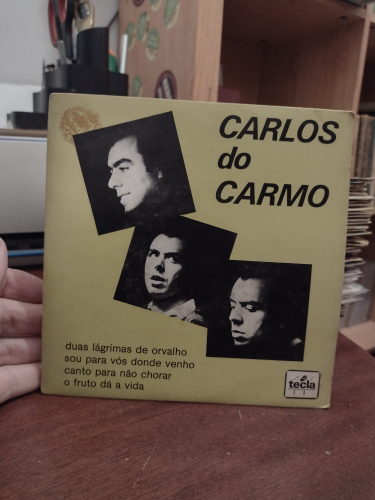 CARLOS
do
CARMO
duas lágrimas de orvalho
sou para vós donde venho
canto para não chorar
o fruto dá a vida
tecla